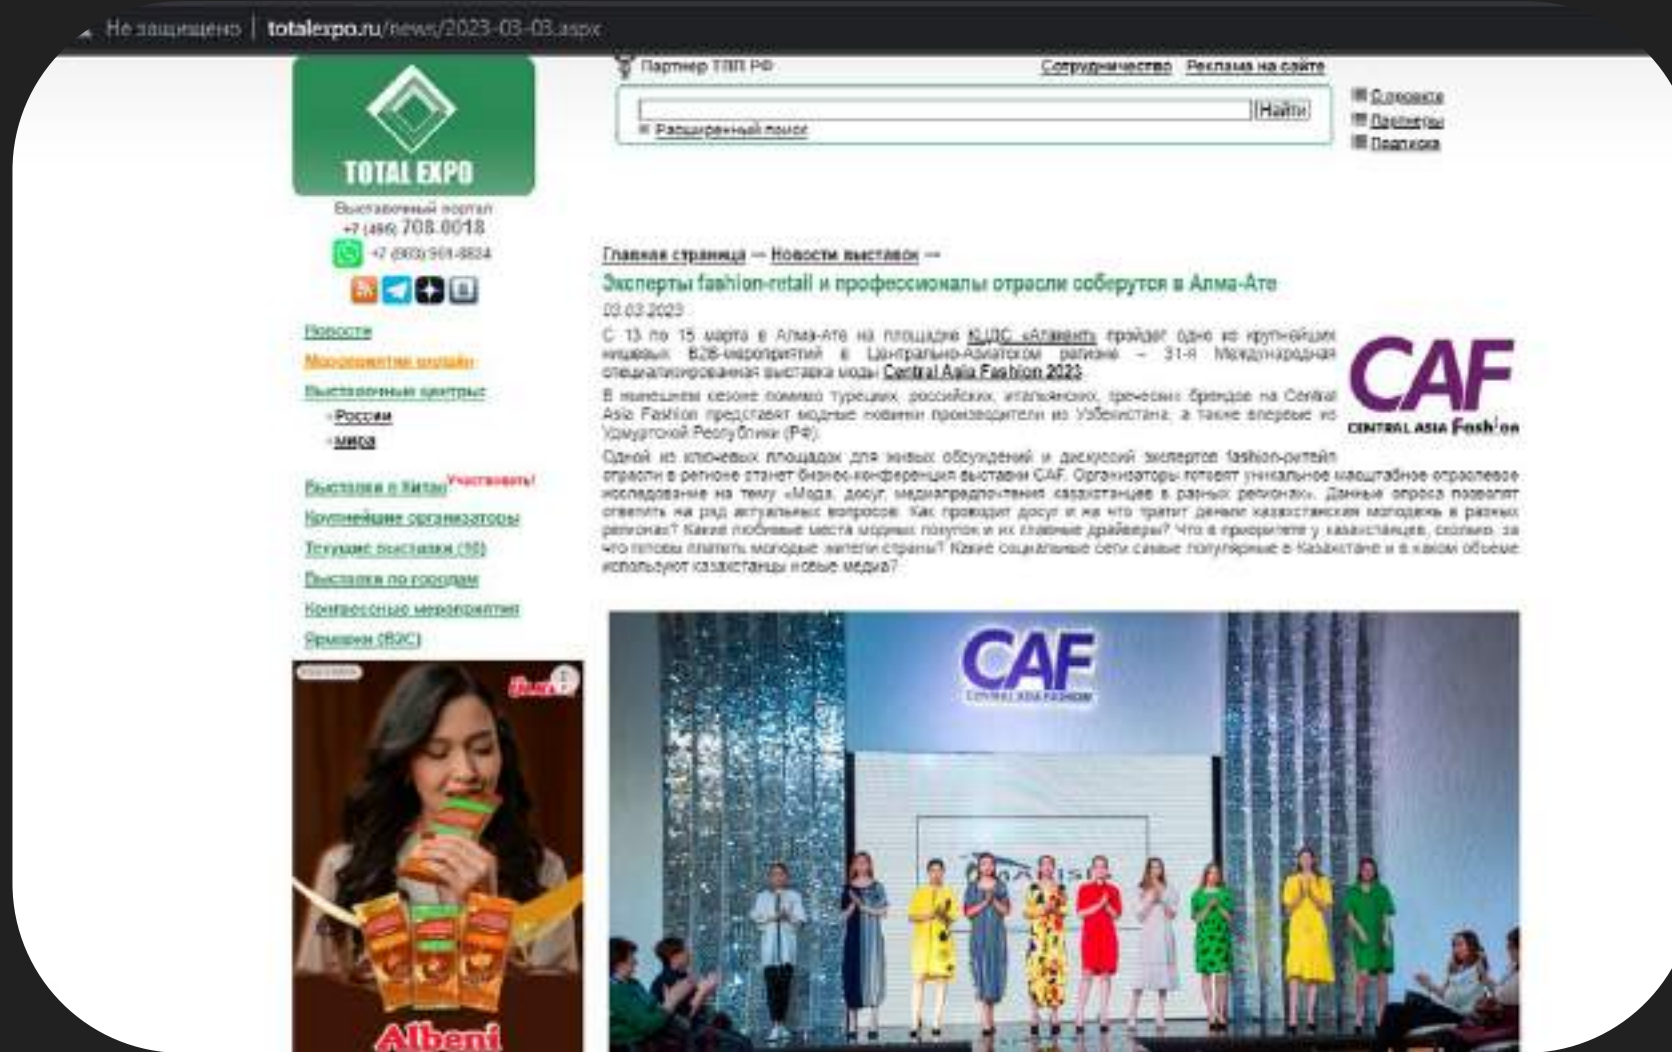 Не защищено | totalexpo.ru/news/2023-03-03.aspx
Партнер ТПП РФ
Сотрудничество Реклама на сайте
Найти
Расширенный поиск
О проекте
Партнеры
Подписка
TOTAL EXPO
Выставочный портал
+7 (495) 708.0018
Новости
Мероприятия онлайн
Выставочные центры:
-России
-мира
Выставки в Китае Участвовать!
Крупнейшие организаторы
Текущие выставки (10)
Выставки по городам
Конгрессные мероприятия
Ярмарки (B2C)
Albeni
Главная страница — Новости выставок —
Эксперты fashion-retail и профессионалы отрасли соберутся в Алма-Ате
03.03.2023
С 13 по 15 марта в Алма-Ате на площадке КЦДС «Атакент» пройдет одно из крупнейших
нишевых B2B-мероприятий в Центрально-Азиатском регионе – 31-я Международная
специализированная выставка моды Central Asia Fashion 2023
В нынешнем сезоне помимо турецких, российских, итальянских, греческих брендов на Central
Asia Fashion представят модные новинки производители из Узбекистана, а также впервые из
Удмуртской Республики (РФ).
Одной из ключевых площадок для живых обсуждений и дискуссий экспертов fashion-ритейл
отрасли в регионе станет бизнес-конференция выставки CAF. Организаторы готовят уникальное масштабное отраслевое
исследование на тему «Мода, досуг, медиапредпочтения казахстанцев в разных регионах». Данные опроса позволят
ответить на ряд актуальных вопросов. Как проводит досуг и на что тратит деньги казахстанская молодежь в разных
регионах? Какие любимые места модных покупок и их главные драйверы? Что в приоритете у казахстанцев, сколько, за
что готовы платить молодые жители страны? Какие социальные сети самые популярные в Казахстане и в каком объеме
используют казахстанцы новые медиа?
CAF
CENTRAL ASIA Fashion
CAF
CENTRAL ASIA FASHION